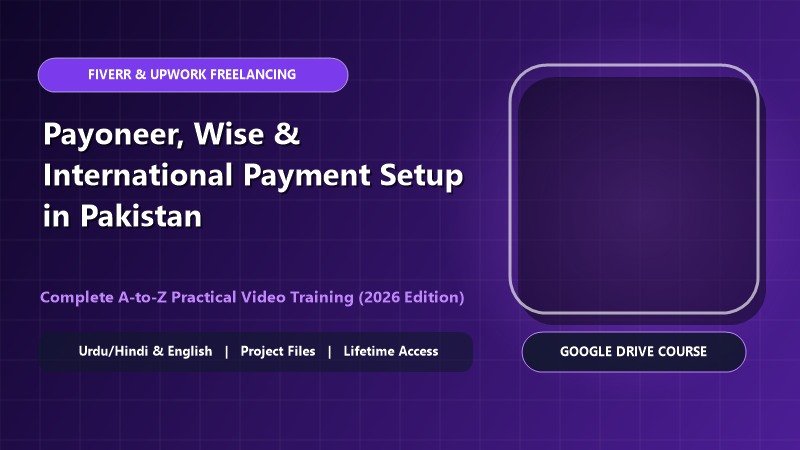 FIVERR & UPWORK FREELANCING
Payoneer, Wise &
International Payment Setup
in Pakistan
Complete A-to-Z Practical Video Training (2026 Edition)
Urdu/Hindi & English | Project Files | Lifetime Access
GOOGLE DRIVE COURSE